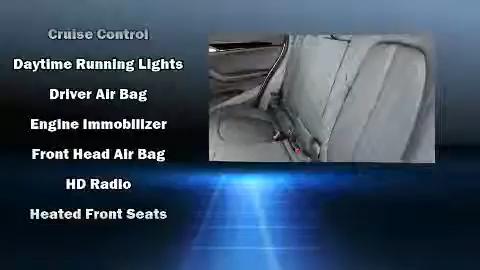 Cruise Control
Daytime Running Lights
Driver Air Bag
Engine Immobilizer
Front Head Air Bag
HD Radio
Heated Front Seats